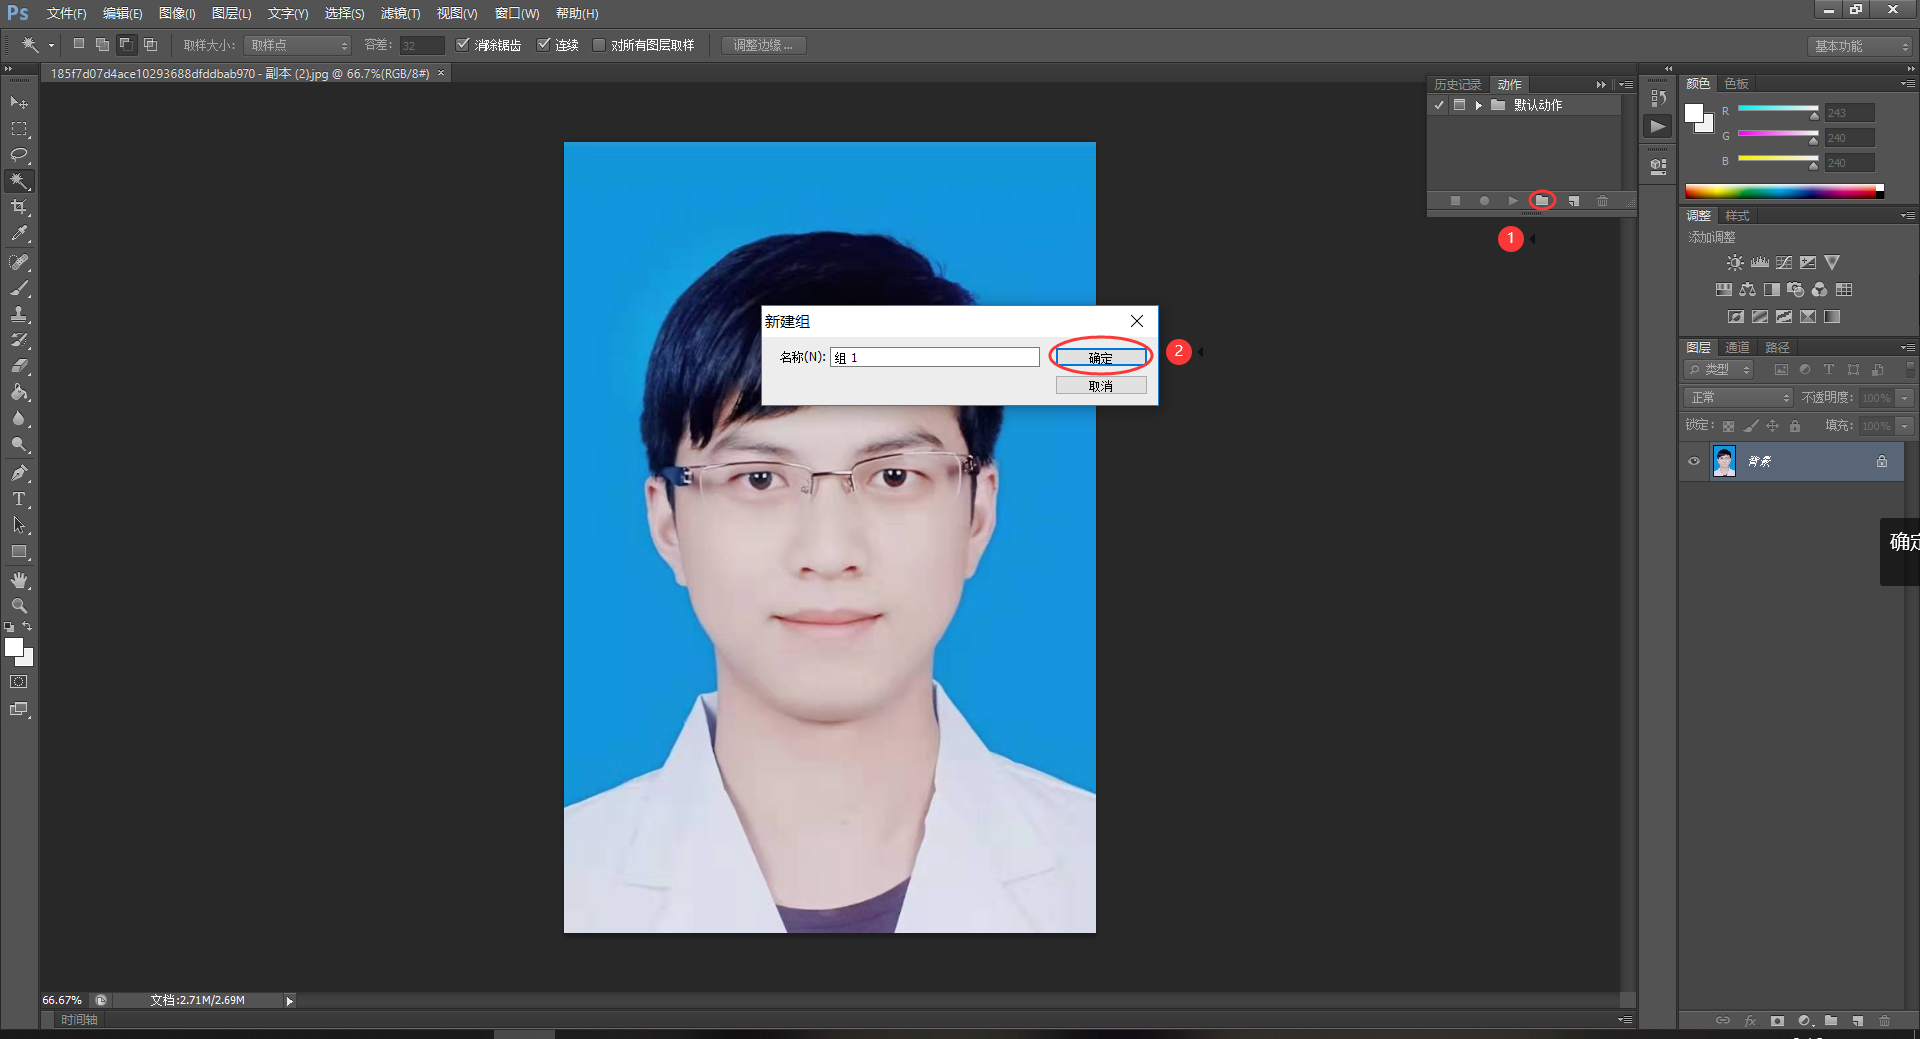 Ps 文件(F) 编辑(E) 图像(I) 图层(L) 文字(Y) 选择(S) 滤镜(T) 视图(V) 窗口(W) 帮助(H)
取样大小: 取样点 容差: 32 消除锯齿 连续 对所有图层取样 调整边缘 ... 基本功能
185f7d07d4ace10293688dfddbab970 - 副本 (2).jpg @ 66.7%(RGB/8#) ×
历史记录 动作
默认动作
1
颜色 色板
R 243
G 240
B 240
调整 样式
添加调整
新建组
名称(N): 组 1 确定
取消
2
图层 通道 路径
类型
正常 不透明度: 100%
锁定: 填充: 100%
背景
确定
66.67% 文档:2.71M/2.69M
时间轴
fx